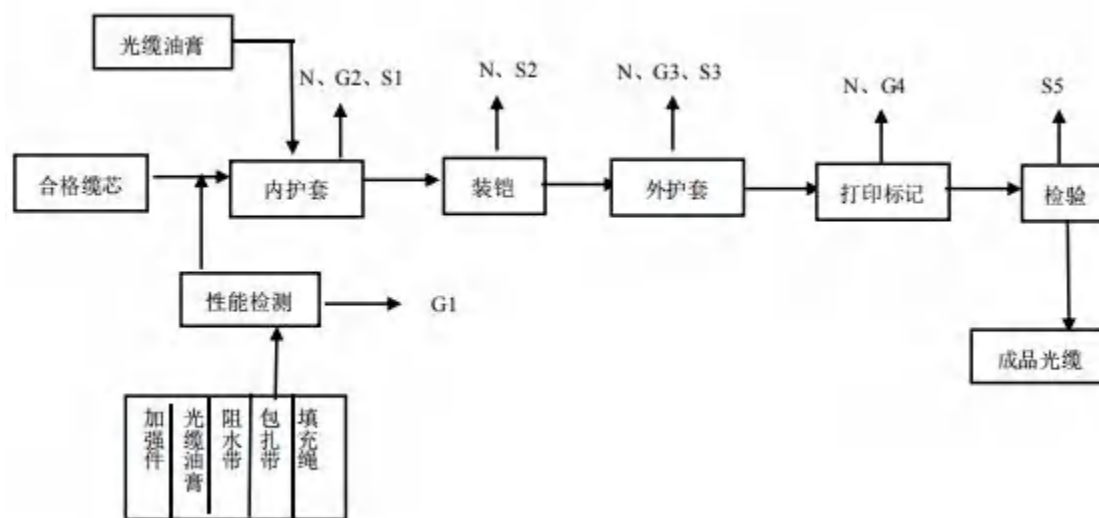 光缆油膏
N、G2、S1
N、S2
N、G3、S3
N、G4
S5
合格缆芯
内护套
装铠
外护套
打印标记
检验
性能检测
G1
成品光缆
加强件
光缆油膏
阻水带
包扎带
填充绳